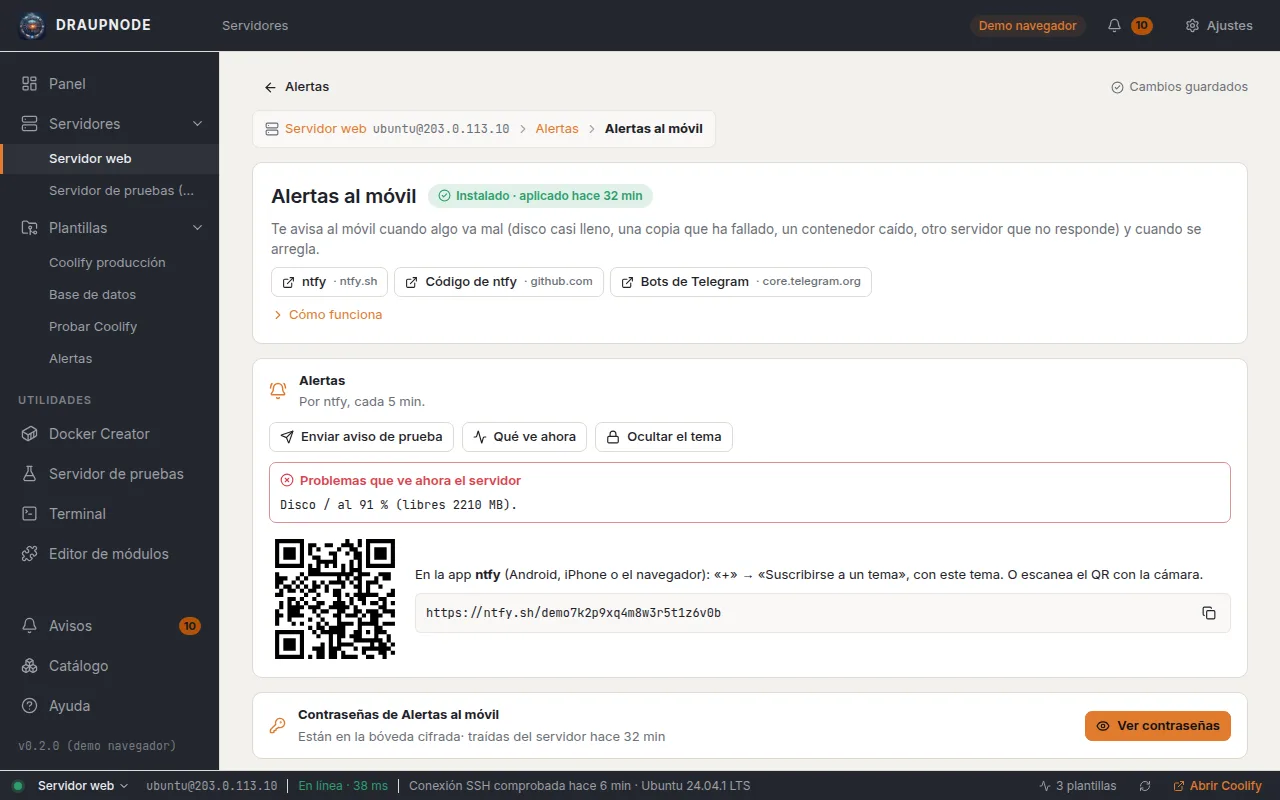 DRAUPNODE
Servidores
Demo navegador
10
Ajustes
Panel
Servidores
Servidor web
Servidor de pruebas (...
Plantillas
Coolify producción
Base de datos
Probar Coolify
Alertas
UTILIDADES
Docker Creator
Servidor de pruebas
Terminal
Editor de módulos
Avisos 10
Catálogo
Ayuda
v0.2.0 (demo navegador)
← Alertas
Cambios guardados
Servidor web ubuntu@203.0.113.10 > Alertas > Alertas al móvil
Alertas al móvil
Instalado · aplicado hace 32 min
Te avisa al móvil cuando algo va mal (disco casi lleno, una copia que ha fallado, un contenedor caído, otro servidor que no responde) y cuando se
arregla.
ntfy · ntfy.sh
Código de ntfy · github.com
Bots de Telegram · core.telegram.org
Cómo funciona
Alertas
Por ntfy, cada 5 min.
Enviar aviso de prueba
Qué ve ahora
Ocultar el tema
Problemas que ve ahora el servidor
Disco / al 91 % (libres 2210 MB).
En la app ntfy (Android, iPhone o el navegador): «+» → «Suscribirse a un tema», con este tema. O escanea el QR con la cámara.
https://ntfy.sh/demo7k2p9xq4m8w3r5t1z6v0b
Contraseñas de Alertas al móvil
Están en la bóveda cifrada· traídas del servidor hace 32 min
Ver contraseñas
Servidor web
ubuntu@203.0.113.10
En línea · 38 ms
Conexión SSH comprobada hace 6 min · Ubuntu 24.04.1 LTS
3 plantillas
Abrir Coolify